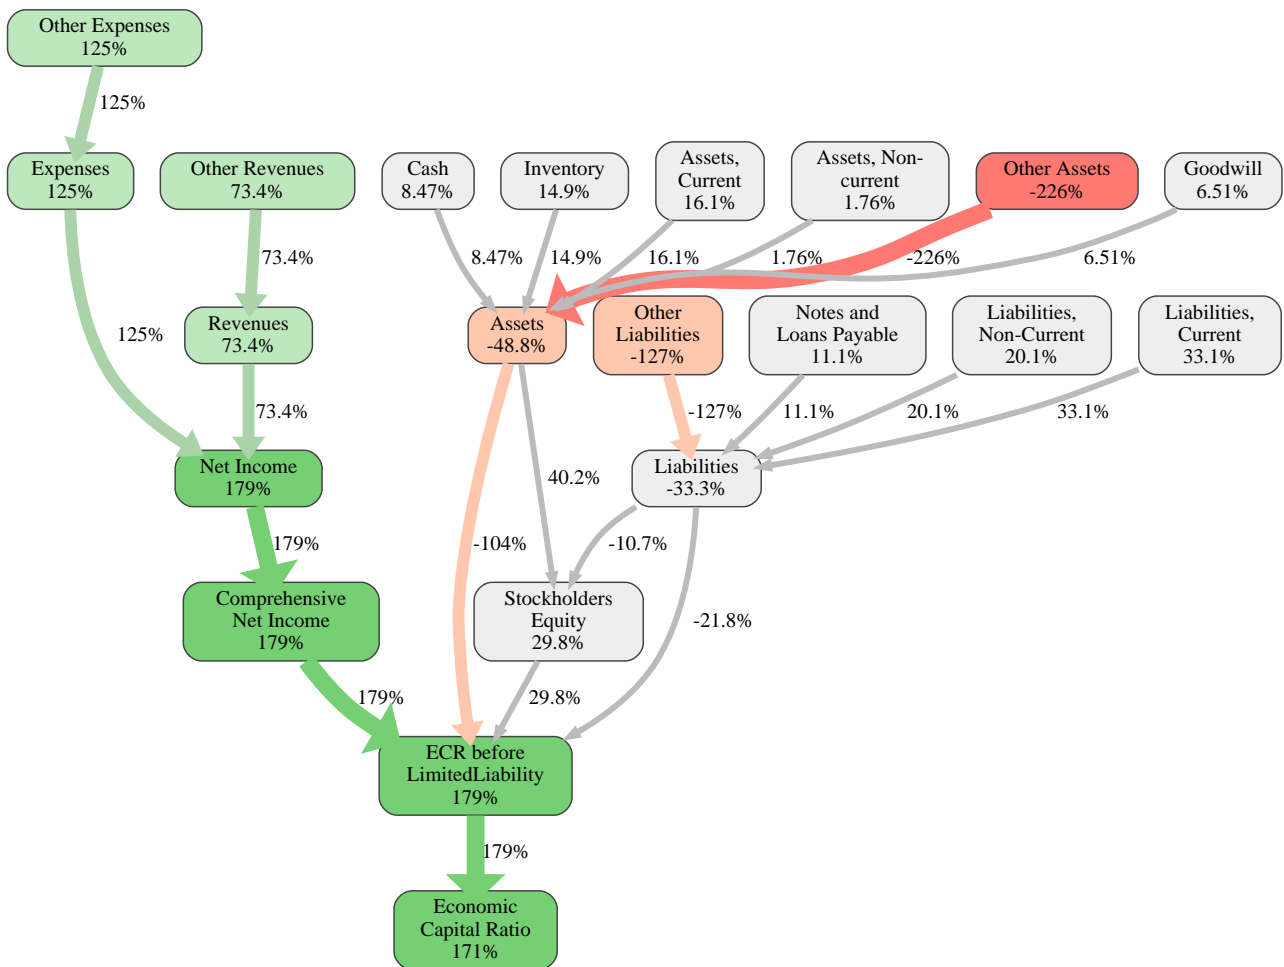 Other Expenses
125%
125%
Expenses
125%
Other Revenues
73.4%
Cash
8.47%
Inventory
14.9%
Assets,
Current
16.1%
Assets, Non-
current
1.76%
Other Assets
-226%
Goodwill
6.51%
73.4%
8.47%
14.9%
16.1%
1.76%
-226%
6.51%
125%
Revenues
73.4%
Assets
-48.8%
Other
Liabilities
-127%
Notes and
Loans Payable
11.1%
Liabilities,
Non-Current
20.1%
Liabilities,
Current
33.1%
73.4%
-127%
11.1%
20.1%
33.1%
Net Income
179%
40.2%
Liabilities
-33.3%
179%
-104%
-10.7%
Comprehensive
Net Income
179%
Stockholders
Equity
29.8%
-21.8%
179%
29.8%
ECR before
LimitedLiability
179%
179%
Economic
Capital Ratio
171%